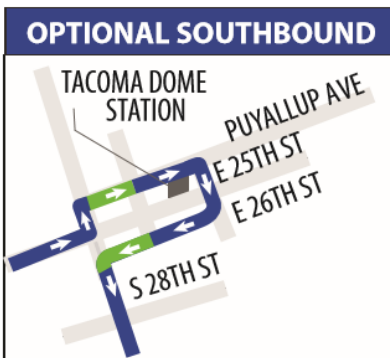 OPTIONAL SOUTHBOUND
TACOMA DOME
STATION
PUYALLUP AVE
E 25TH ST
E 26TH ST
S 28TH ST